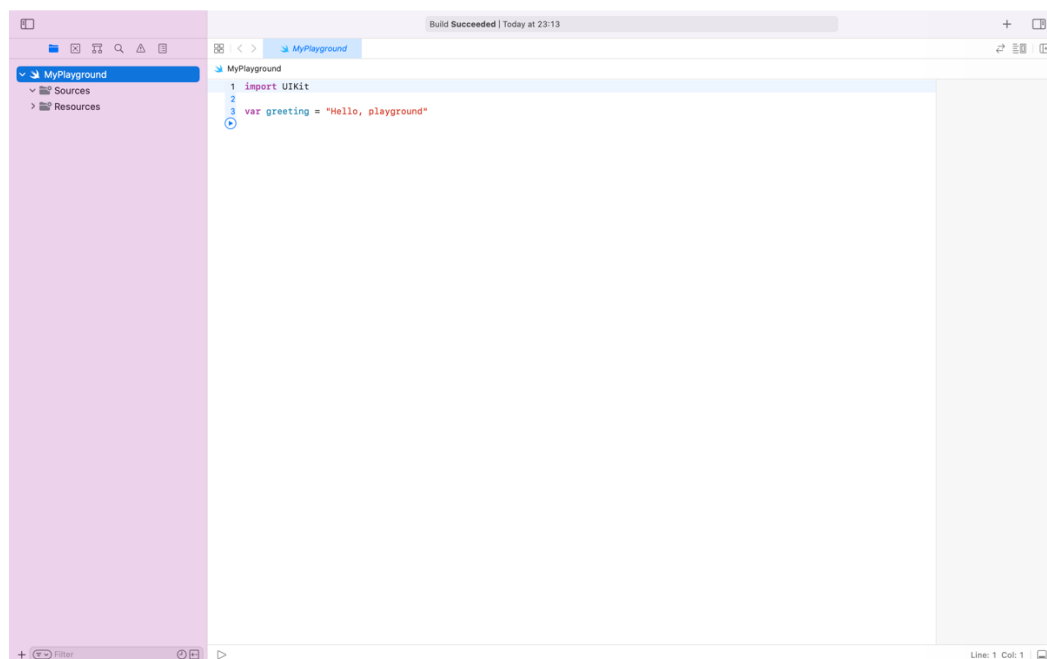 Build Succeeded | Today at 23:13
MyPlayground
MyPlayground
Sources
Resources
MyPlayground
1 import UIKit
2
3 var greeting = "Hello, playground"
Filter
Line: 1 Col: 1